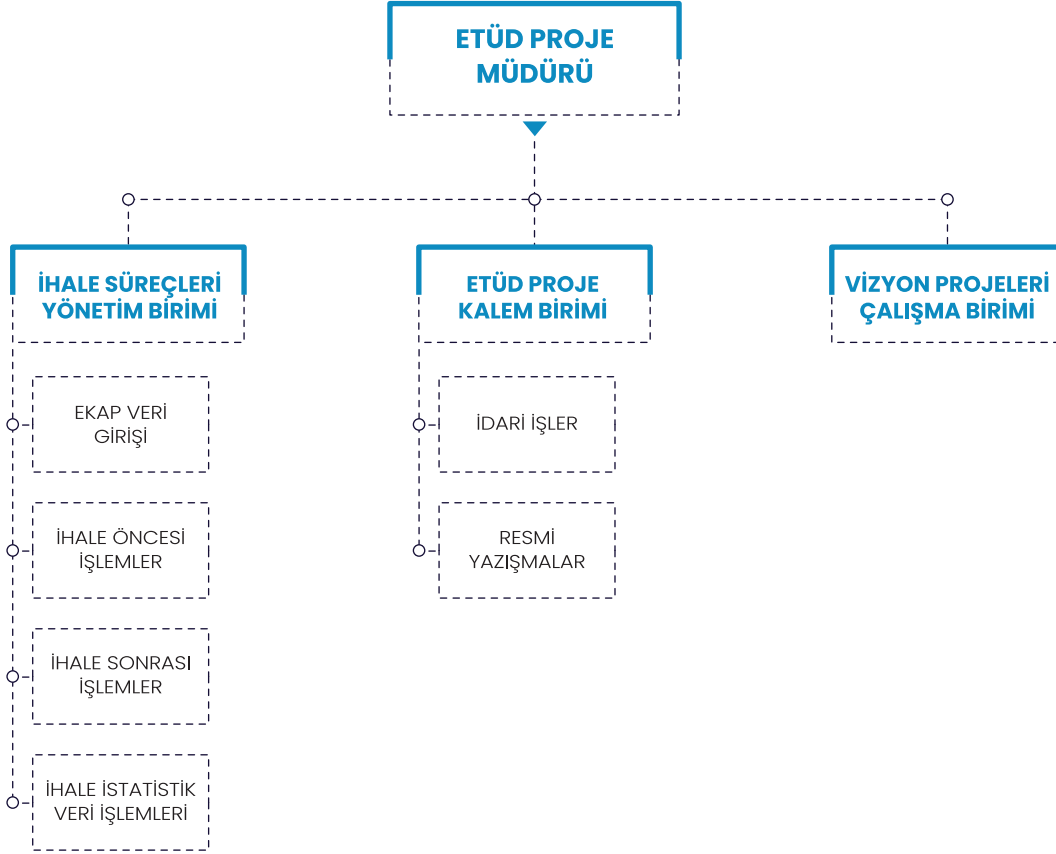 ETÜD PROJE
MÜDÜRÜ
İHALE SÜREÇLERİ
YÖNETİM BİRİMİ
EKAP VERİ
GİRİŞİ
İHALE ÖNCESİ
İŞLEMLER
İHALE SONRASI
İŞLEMLER
İHALE İSTATİSTİK
VERİ İŞLEMLERİ
ETÜD PROJE
KALEM BİRİMİ
İDARİ İŞLER
RESMİ
YAZIŞMALAR
VİZYON PROJELERİ
ÇALIŞMA BİRİMİ